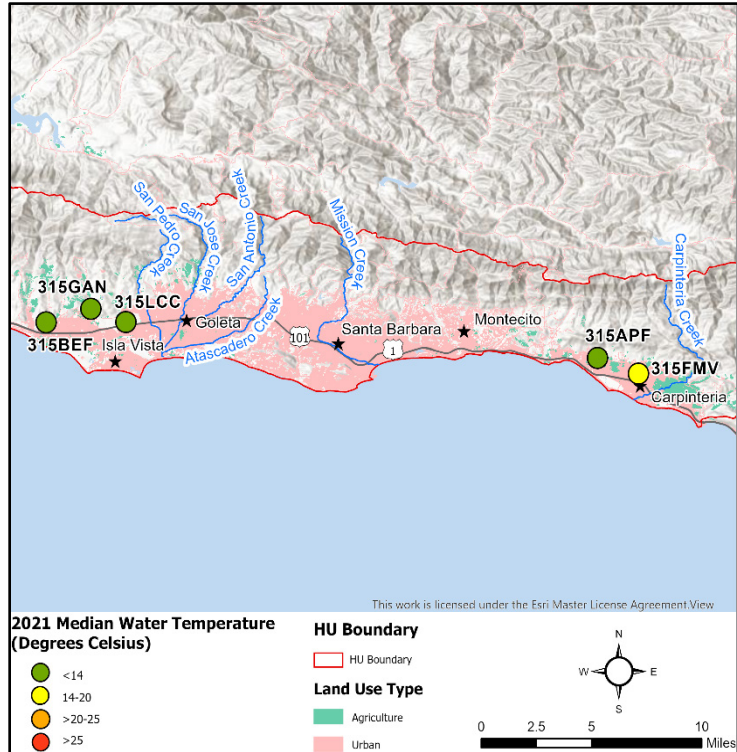 San Pedro Creek
San Jose Creek
San Antonio Creek
Mission Creek
Carpinteria Creek
315GAN
315LCC
315BEF
Isla Vista
Goleta
Atascadero Creek
101
Santa Barbara
1
Montecito
315APF
315FMV
Carpinteria
This work is licensed under the Esri Master License Agreement.View
2021 Median Water Temperature
(Degrees Celsius)
<14
14-20
>20-25
>25
HU Boundary
HU Boundary
Land Use Type
Agriculture
Urban
N
W
E
S
0 2.5 5 10
Miles